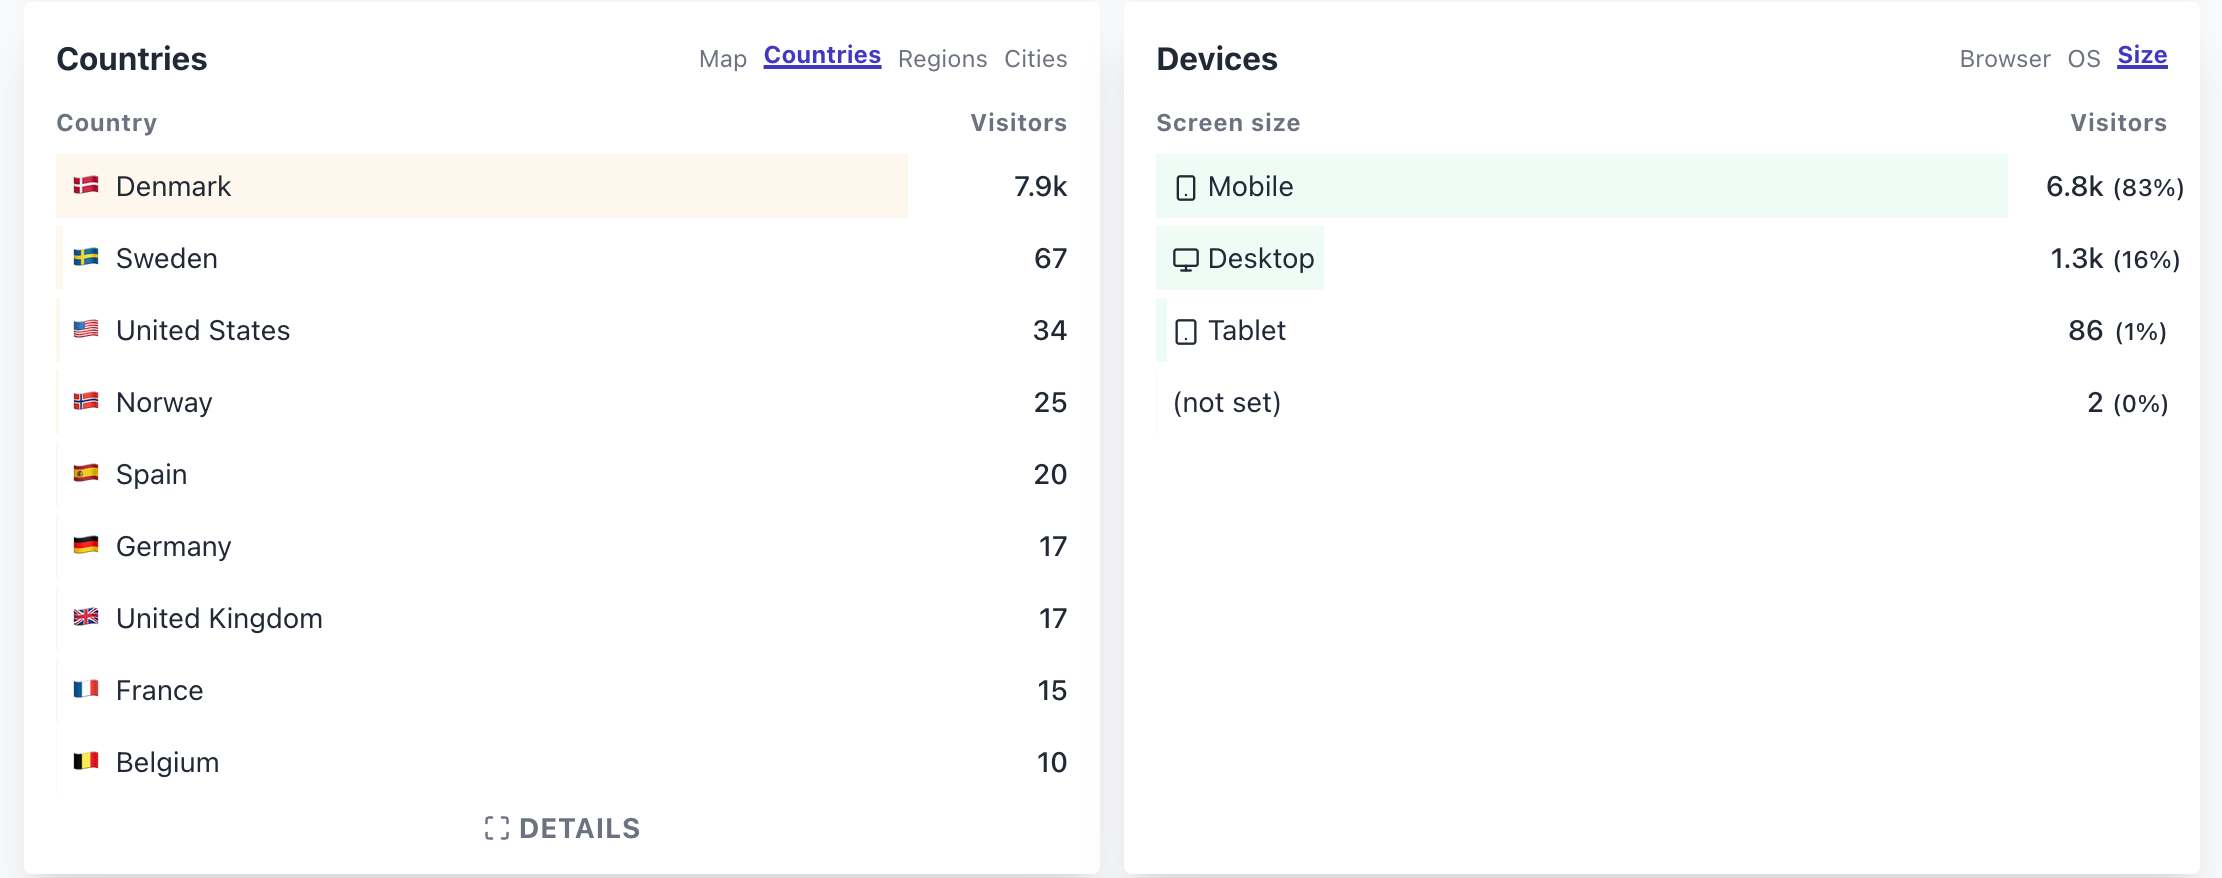 Countries
Map Countries Regions Cities
Country Visitors
Denmark 7.9k
Sweden 67
United States 34
Norway 25
Spain 20
Germany 17
United Kingdom 17
France 15
Belgium 10
DETAILS
Devices
Browser OS Size
Screen size Visitors
Mobile 6.8k (83%)
Desktop 1.3k (16%)
Tablet 86 (1%)
(not set) 2 (0%)